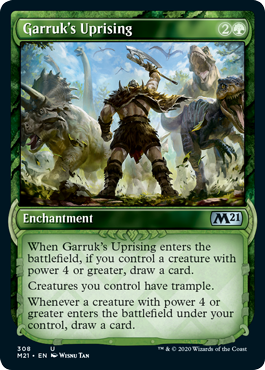 Garruk's Uprising 2
Enchantment M21
When Garruk's Uprising enters the
battlefield, if you control a creature with
power 4 or greater, draw a card.
Creatures you have trample.
Whenever a creature with power 4 or
greater enters the battlefield under your
control, draw a card.
308 U
M21 • EN Wisnu Tan ™ & © 2020 Wizards of the Coast